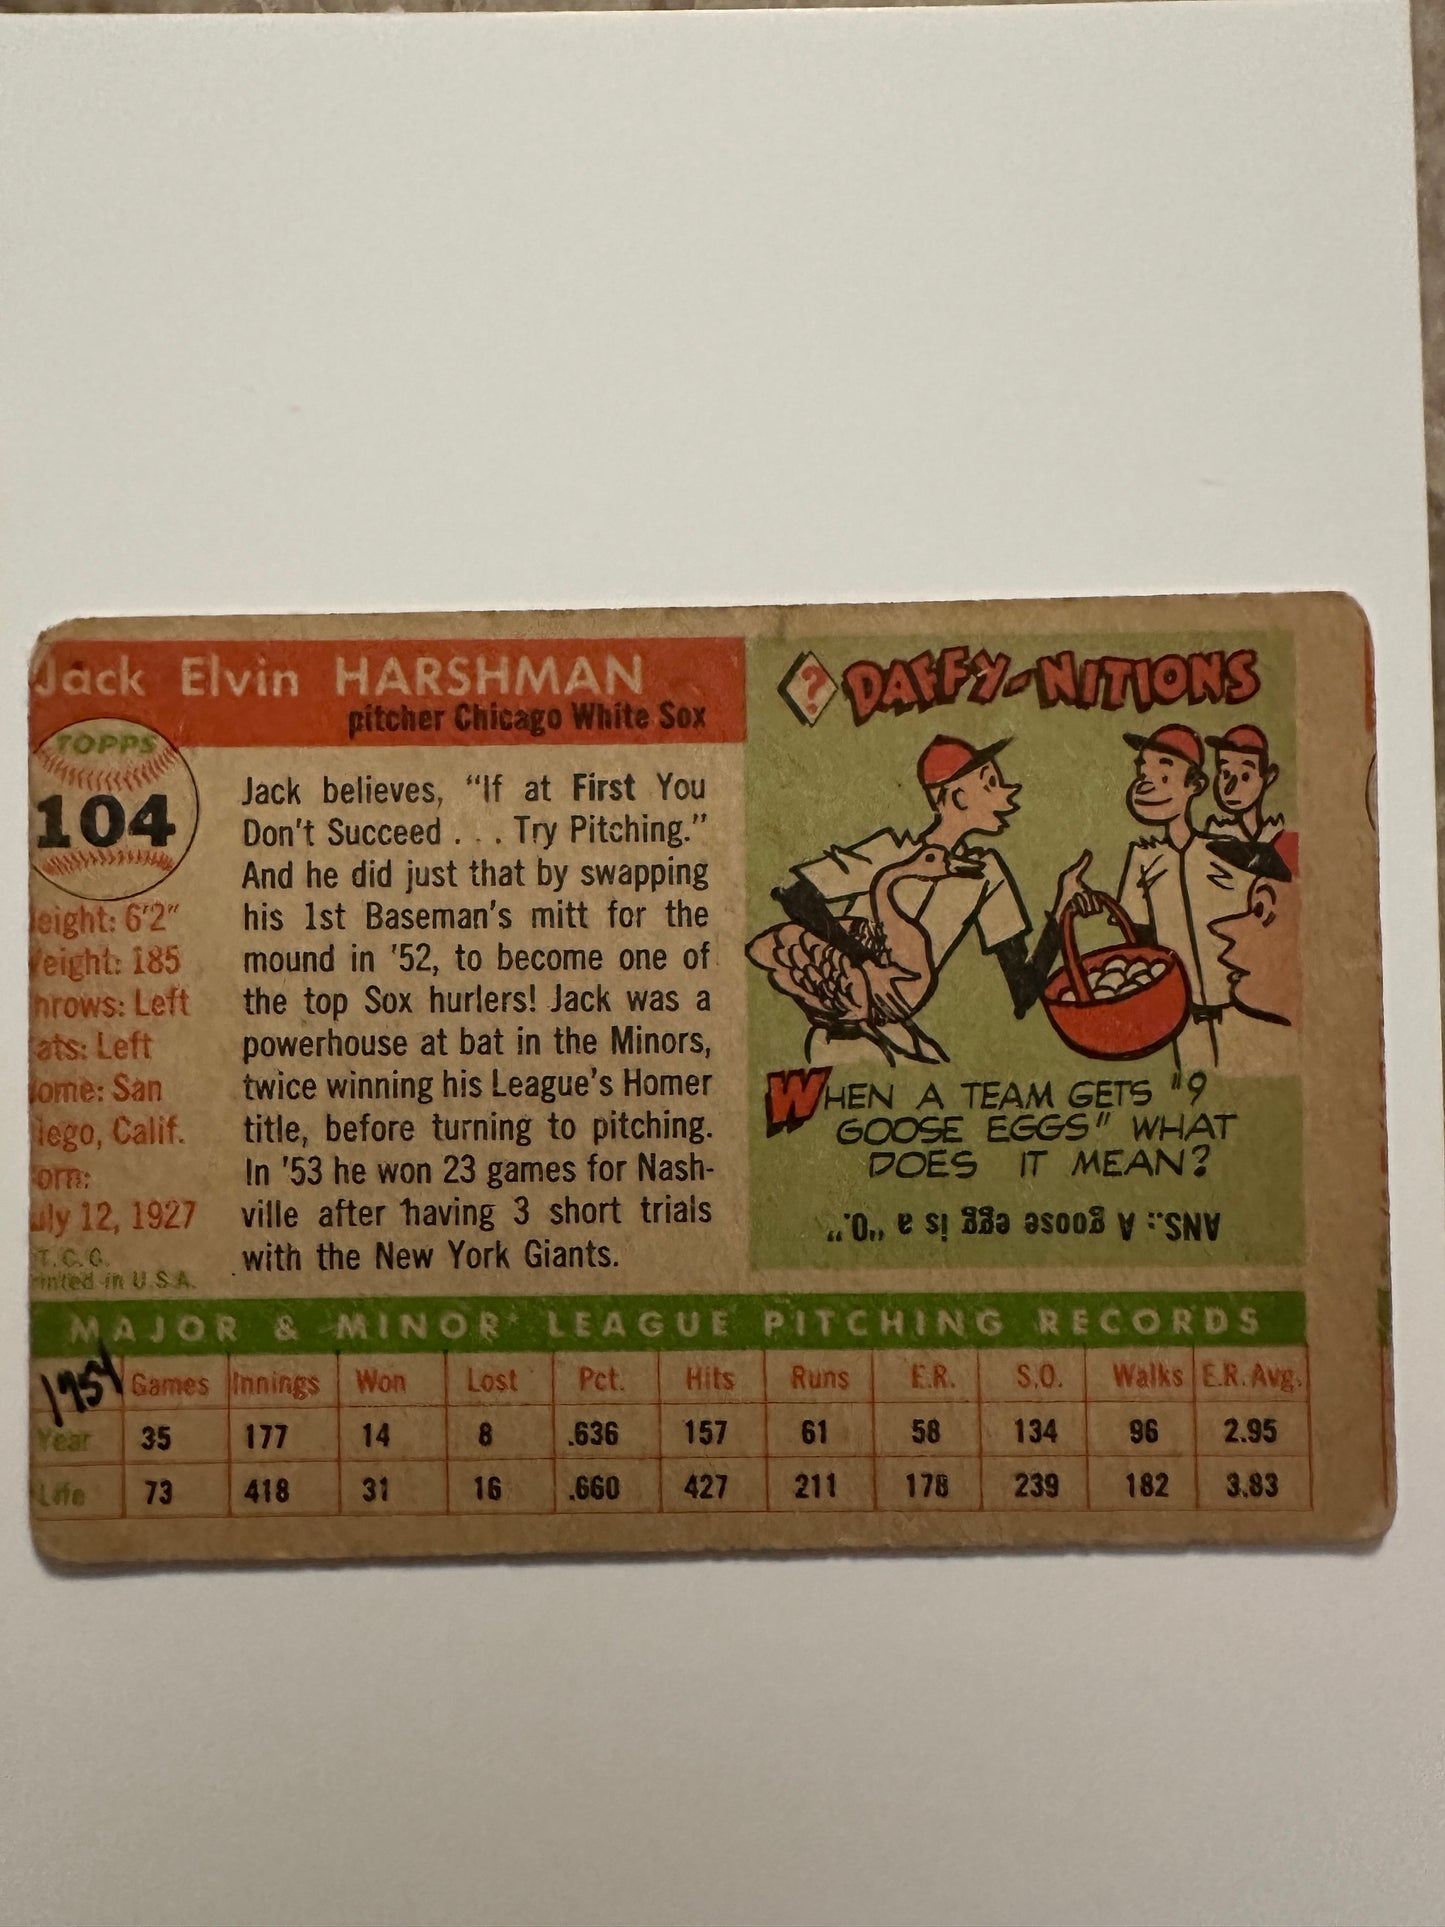 Jack Elvin HARSHMAN
pitcher Chicago White Sox
TOPPS
104
eight: 6'2"
eight: 185
hrows: Left
ats: Left
ome: San
iego, Calif.
orn:
uly 12, 1927
T.C.G.
rinted in U.S.A.
Jack believes, "If at First You
Don't Succeed . . . Try Pitching."
And he did just that by swapping
his 1st Baseman's mitt for the
mound in '52, to become one of
the top Sox hurlers! Jack was a
powerhouse at bat in the Minors,
twice winning his League's Homer
title, before turning to pitching.
In '53 he won 23 games for Nash-
ville after having 3 short trials
with the New York Giants.
? DAFFY-NITIONS
WHEN A TEAM GETS "9
GOOSE EGGS" WHAT
DOES IT MEAN?
ANS.: A goose egg is a "0."
MAJOR & MINOR LEAGUE PITCHING RECORDS
1954 Games Innings Won Lost Pct. Hits Runs E.R. S.O. Walks E.R. Avg.
Year 35 177 14 8 .636 157 61 58 134 96 2.95
Life 73 418 31 16 .660 427 211 178 239 182 3.83